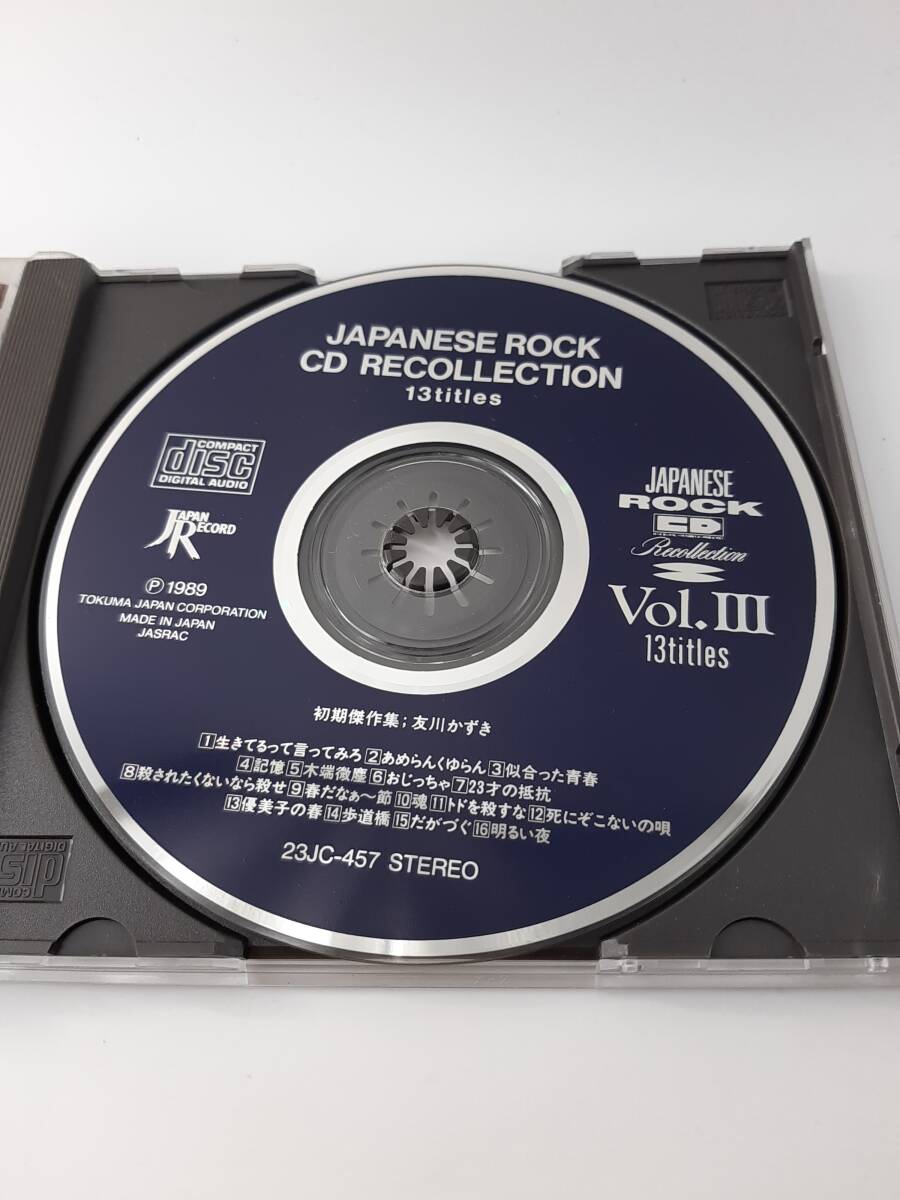 JAPANESE ROCK
CD RECOLLECTION
13titles
COMPACT
disc
DIGITAL AUDIO
JAPAN
RECORD
Ⓟ 1989
TOKUMA JAPAN CORPORATION
MADE IN JAPAN
JASRAC
JAPANESE
ROCK
CD
Recollection
Vol.III
13titles
初期傑作集;友川かずき
1生きてるって言ってみろ 2あめらんくゆらん 3似合った青春
4記憶 5木端微塵 6おじっちゃ 7 23才の抵抗
8殺されたくないなら殺せ 9春だなぁ〜節 10魂 11トドを殺すな 12死にぞこないの唄
13優美子の春 14歩道橋 15だがづぐ 16明るい夜
23JC-457 STEREO